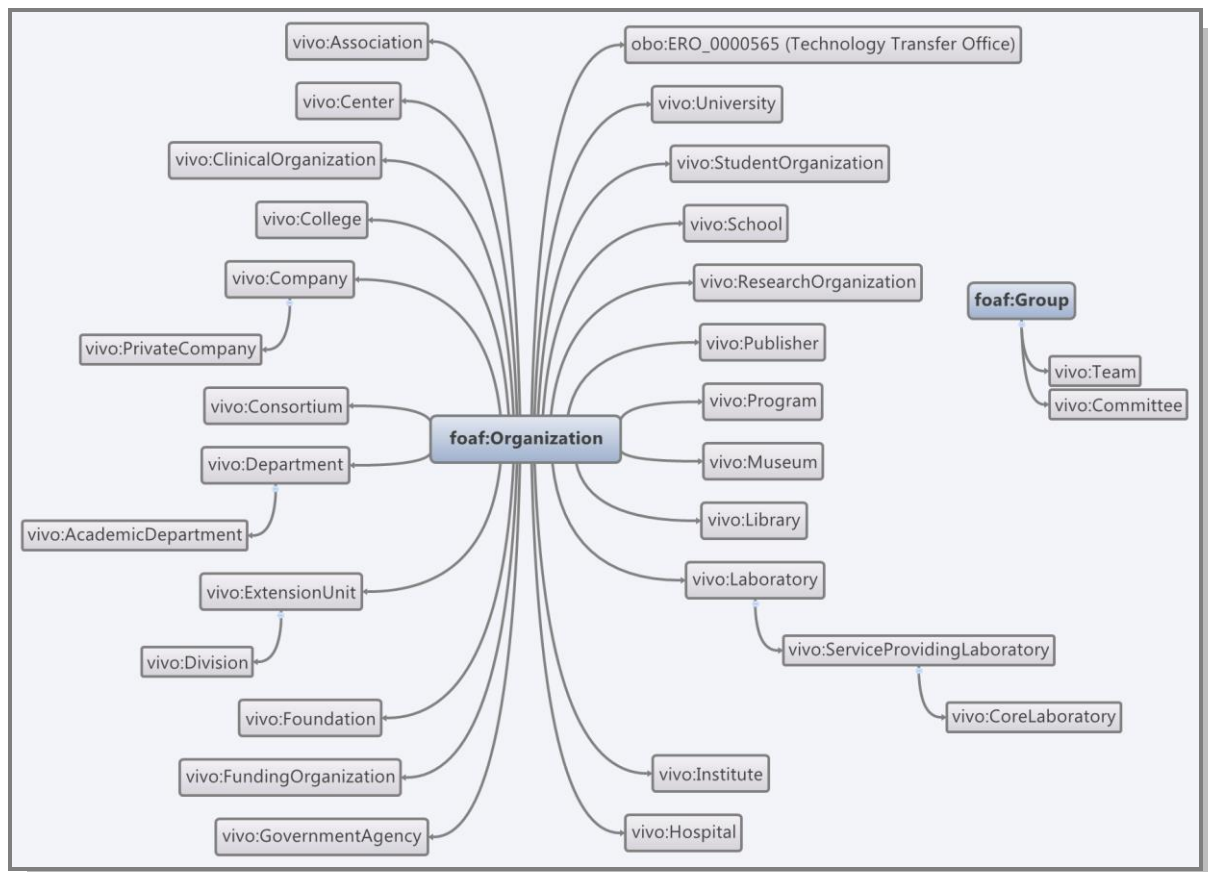 vivo:Association
obo:ERO_0000565 (Technology Transfer Office)
vivo:Center
vivo:University
vivo:ClinicalOrganization
vivo:StudentOrganization
vivo:College
vivo:School
vivo:Company
vivo:ResearchOrganization
foaf:Group
vivo:PrivateCompany
vivo:Publisher
vivo:Team
vivo:Consortium
vivo:Program
vivo:Committee
foaf:Organization
vivo:Department
vivo:Museum
vivo:AcademicDepartment
vivo:Library
vivo:ExtensionUnit
vivo:Laboratory
vivo:Division
vivo:ServiceProvidingLaboratory
vivo:Foundation
vivo:CoreLaboratory
vivo:FundingOrganization
vivo:Institute
vivo:GovernmentAgency
vivo:Hospital